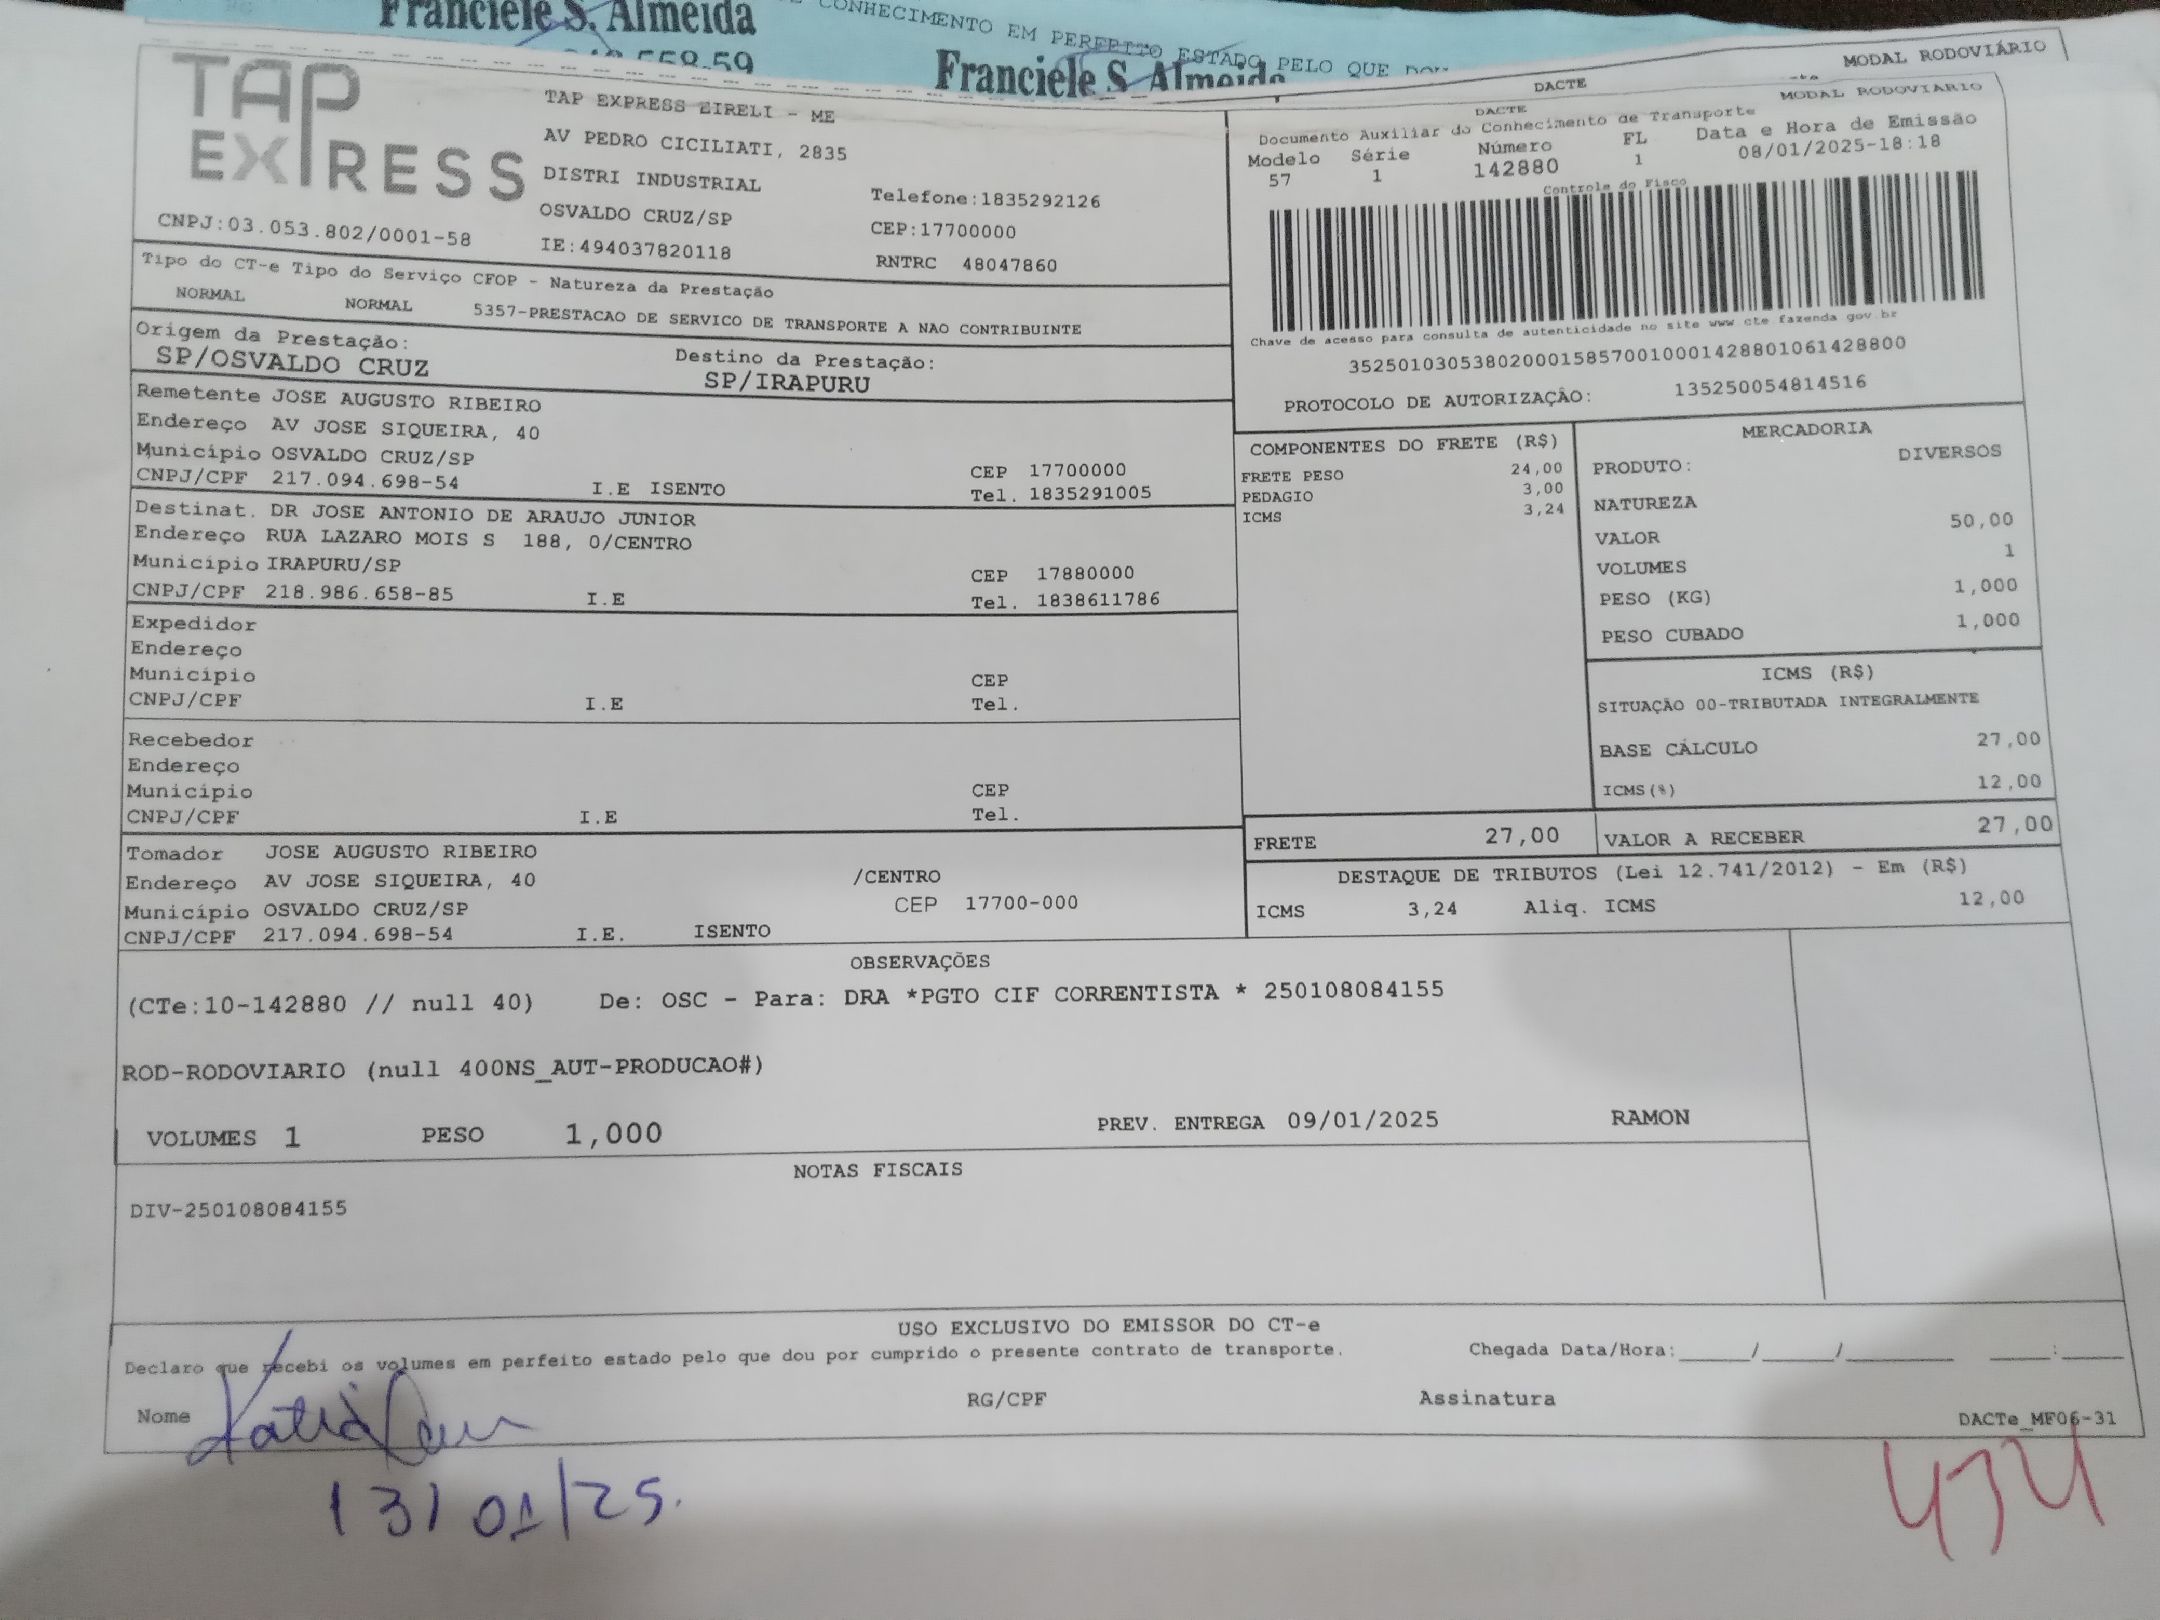 Franciele S. Almeida
558-59
CONHECIMENTO EM PERFEITO ESTADO PELO QUE
Franciele S Almeida
MODAL RODOVIÁRIO
DACTE
TAP
EXPRESS
CNPJ:03.053.802/0001-58
TAP EXPRESS EIRELI - ME
AV PEDRO CICILIATI, 2835
DISTRI INDUSTRIAL
OSVALDO CRUZ/SP
IE:494037820118
Telefone:1835292126
CEP:17700000
RNTRC 48047860
MODAL RODOVIARIO
DACTE
Documento Auxiliar do Conhecimento de Transporte
Modelo Série Número FL Data e Hora de Emissão
57 1 142880 1 08/01/2025-18:18
Controle do Fisco
Chave de acesso para consulta de autenticidade no site www cte fazenda gov.br
35250103053802000158570010001428801061428800
PROTOCOLO DE AUTORIZAÇÂO: 135250054814516
Tipo do CT-e Tipo do Serviço CFOP - Natureza da Prestação
NORMAL NORMAL 5357-PRESTACAO DE SERVICO DE TRANSPORTE A NAO CONTRIBUINTE
Origem da Prestação: Destino da Prestação:
SP/OSVALDO CRUZ SP/IRAPURU
Remetente JOSE AUGUSTO RIBEIRO
Endereço AV JOSE SIQUEIRA, 40
Município OSVALDO CRUZ/SP CEP 17700000
CNPJ/CPF 217.094.698-54 I.E ISENTO Tel. 1835291005
Destinat. DR JOSE ANTONIO DE ARAUJO JUNIOR
Endereço RUA LAZARO MOIS S 188, 0/CENTRO
Município IRAPURU/SP CEP 17880000
CNPJ/CPF 218.986.658-85 I.E Tel. 1838611786
Expedidor
Endereço
Município CEP
CNPJ/CPF I.E Tel.
Recebedor
Endereço
Município CEP
CNPJ/CPF I.E Tel.
Tomador JOSE AUGUSTO RIBEIRO
Endereço AV JOSE SIQUEIRA, 40 /CENTRO
Município OSVALDO CRUZ/SP CEP 17700-000
CNPJ/CPF 217.094.698-54 I.E. ISENTO
COMPONENTES DO FRETE (R$)
FRETE PESO 24,00
PEDAGIO 3,00
ICMS 3,24
MERCADORIA
PRODUTO: DIVERSOS
NATUREZA
VALOR 50,00
VOLUMES 1
PESO (KG) 1,000
PESO CUBADO 1,000
ICMS (R$)
SITUAÇÃO 00-TRIBUTADA INTEGRALMENTE
BASE CÁLCULO 27,00
ICMS(%) 12,00
FRETE 27,00 VALOR A RECEBER 27,00
DESTAQUE DE TRIBUTOS (Lei 12.741/2012) - Em (R$)
ICMS 3,24 Aliq. ICMS 12,00
OBSERVAÇÕES
(CTe:10-142880 // null 40) De: OSC - Para: DRA *PGTO CIF CORRENTISTA * 250108084155
ROD-RODOVIARIO (null 400NS_AUT-PRODUCAO#)
VOLUMES 1 PESO 1,000 PREV. ENTREGA 09/01/2025 RAMON
NOTAS FISCAIS
DIV-250108084155
USO EXCLUSIVO DO EMISSOR DO CT-e
Declaro que recebi os volumes em perfeito estado pelo que dou por cumprido o presente contrato de transporte. Chegada Data/Hora:_____/_____/_______ ____:____
Nome RG/CPF Assinatura
DACTe_MF06-31
13/01/25.
434